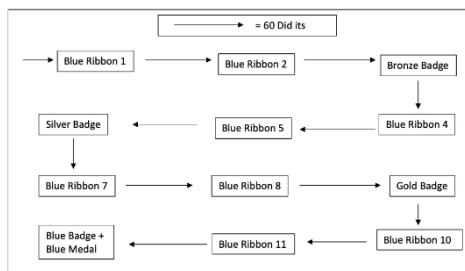 = 60 Did its
Blue Ribbon 1
Blue Ribbon 2
Bronze Badge
Silver Badge
Blue Ribbon 5
Blue Ribbon 4
Blue Ribbon 7
Blue Ribbon 8
Gold Badge
Blue Badge +
Blue Medal
Blue Ribbon 11
Blue Ribbon 10